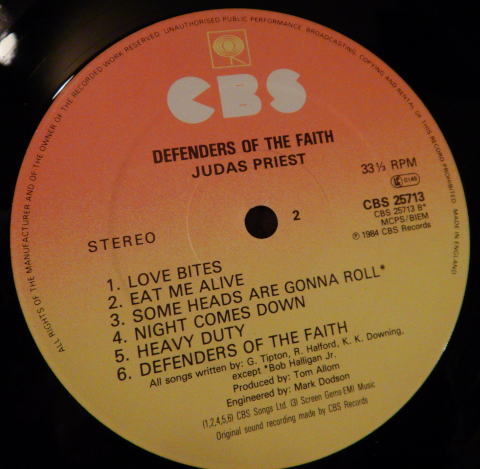 ALL RIGHTS OF THE MANUFACTURER AND OF THE OWNER OF THE RECORDED WORK RESERVED. UNAUTHORISED PUBLIC PERFORMANCE, BROADCASTING, COPYING AND RENTAL OF THIS RECORD PROHIBITED. MADE IN ENGLAND
CBS
DEFENDERS OF THE FAITH
JUDAS PRIEST
33⅓ RPM
LC 0149
CBS 25713
CBS 25713 B*
MCPS/BIEM
℗ 1984 CBS Records
2
STEREO
1. LOVE BITES
2. EAT ME ALIVE
3. SOME HEADS ARE GONNA ROLL*
4. NIGHT COMES DOWN
5. HEAVY DUTY
6. DEFENDERS OF THE FAITH
All songs written by: G. Tipton, R. Halford, K. K. Downing,
except *Bob Halligan Jr.
Produced by: Tom Allom
Engineered by: Mark Dodson
(1,2,4,5,6) CBS Songs Ltd. (3) Screen Gems-EMI Music
Original sound recording made by CBS Records